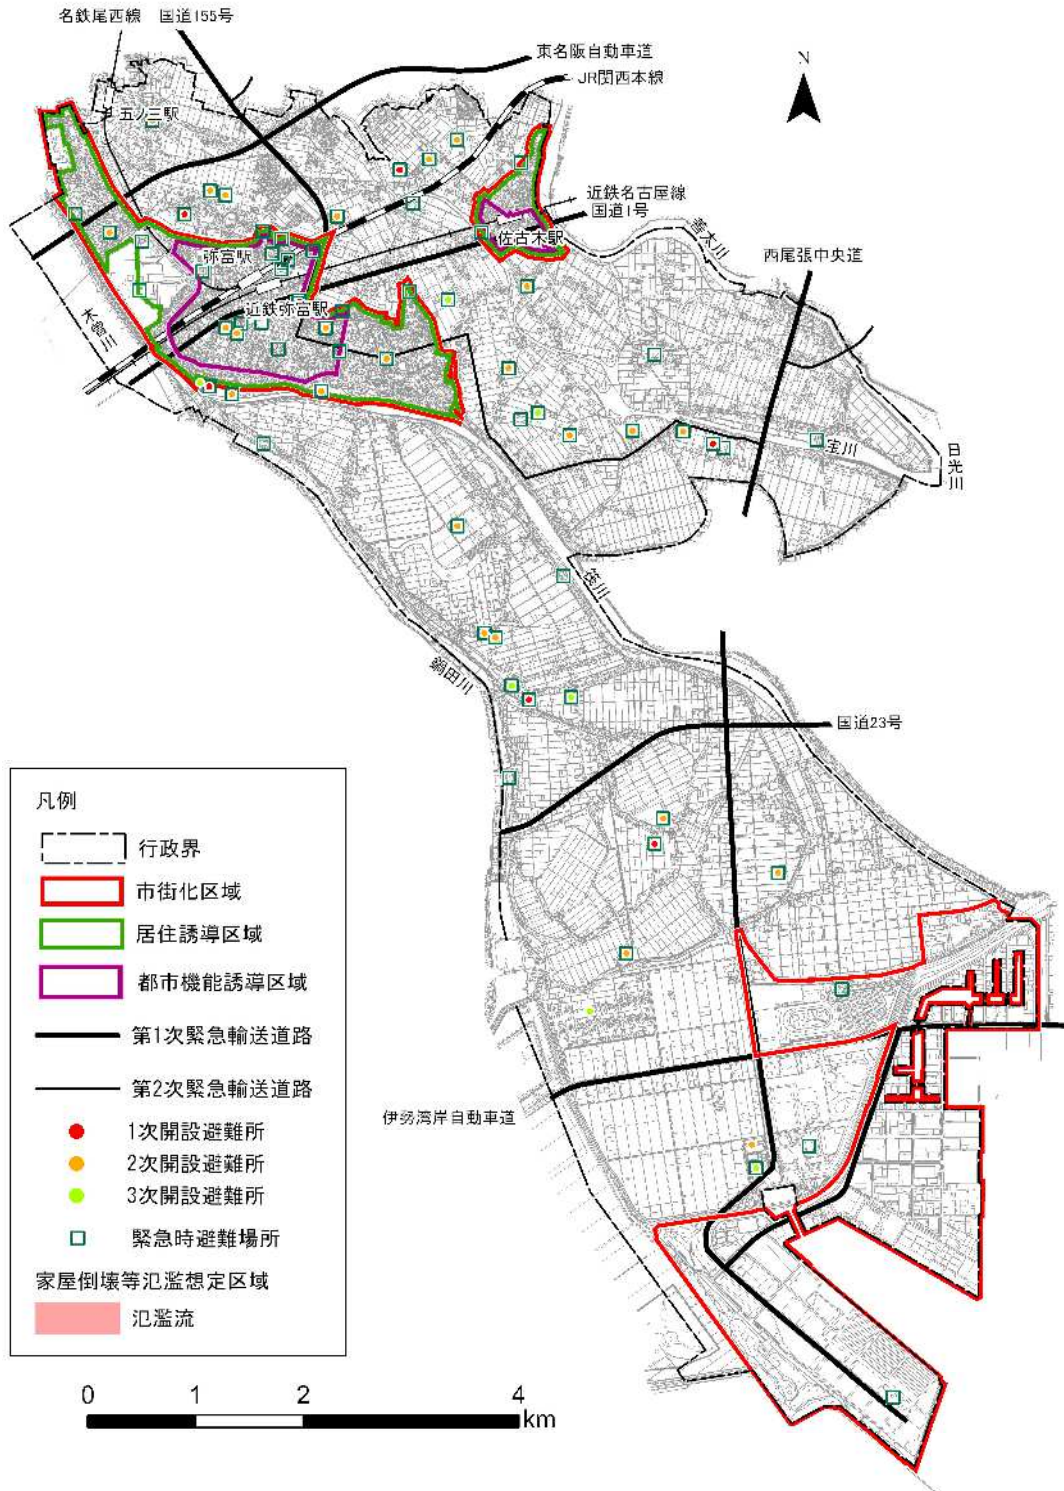 名鉄尾西線
国道155号
東名阪自動車道
JR関西本線
N
五ノ三駅
近鉄名古屋線
国道1号
佐古木駅
善太川
西尾張中央道
弥富駅
近鉄弥富駅
木曽川
宝川
日光川
筏川
鍋田川
国道23号
伊勢湾岸自動車道
凡例
行政界
市街化区域
居住誘導区域
都市機能誘導区域
第1次緊急輸送道路
第2次緊急輸送道路
1次開設避難所
2次開設避難所
3次開設避難所
緊急時避難場所
家屋倒壊等氾濫想定区域
氾濫流
0 1 2 4
km